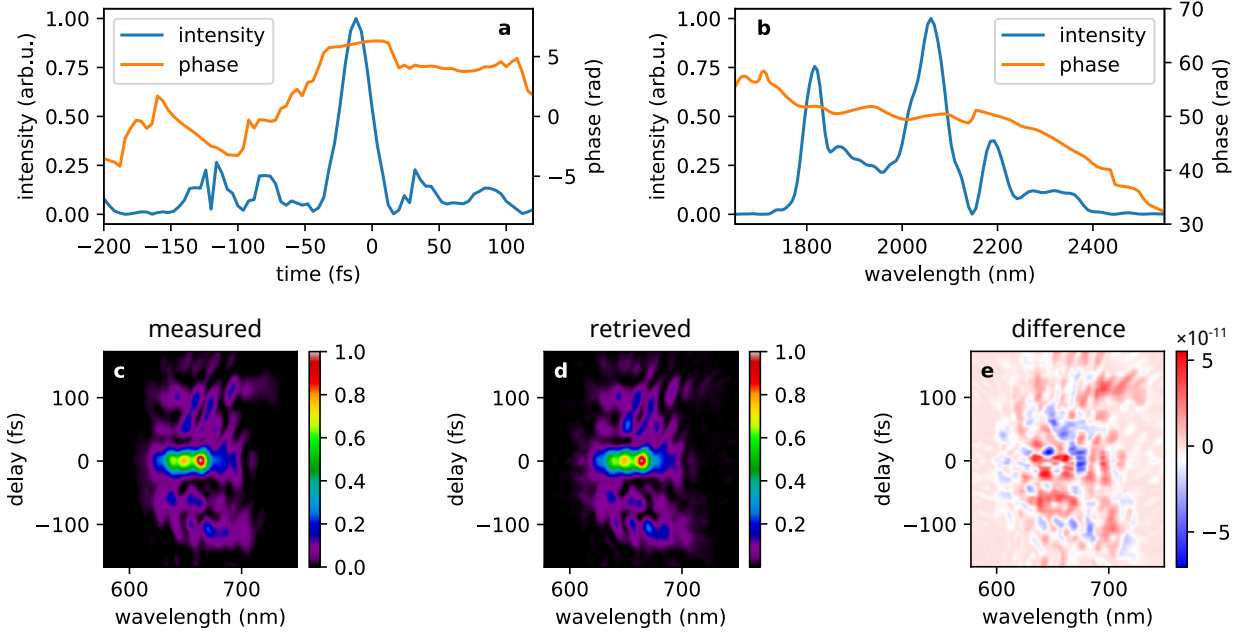 a
intensity
phase
1.00
0.75
0.50
0.25
0.00
intensity (arb.u.)
5
0
−5
phase (rad)
−200
−150
−100
−50
0
50
100
time (fs)
b
intensity
phase
1.00
0.75
0.50
0.25
0.00
intensity (arb.u.)
70
60
50
40
30
phase (rad)
1800
2000
2200
2400
wavelength (nm)
measured
c
100
0
−100
delay (fs)
600
700
wavelength (nm)
1.0
0.8
0.6
0.4
0.2
0.0
retrieved
d
100
0
−100
delay (fs)
600
700
wavelength (nm)
1.0
0.8
0.6
0.4
0.2
difference
e
100
0
−100
delay (fs)
600
700
wavelength (nm)
×10⁻¹¹
5
0
−5